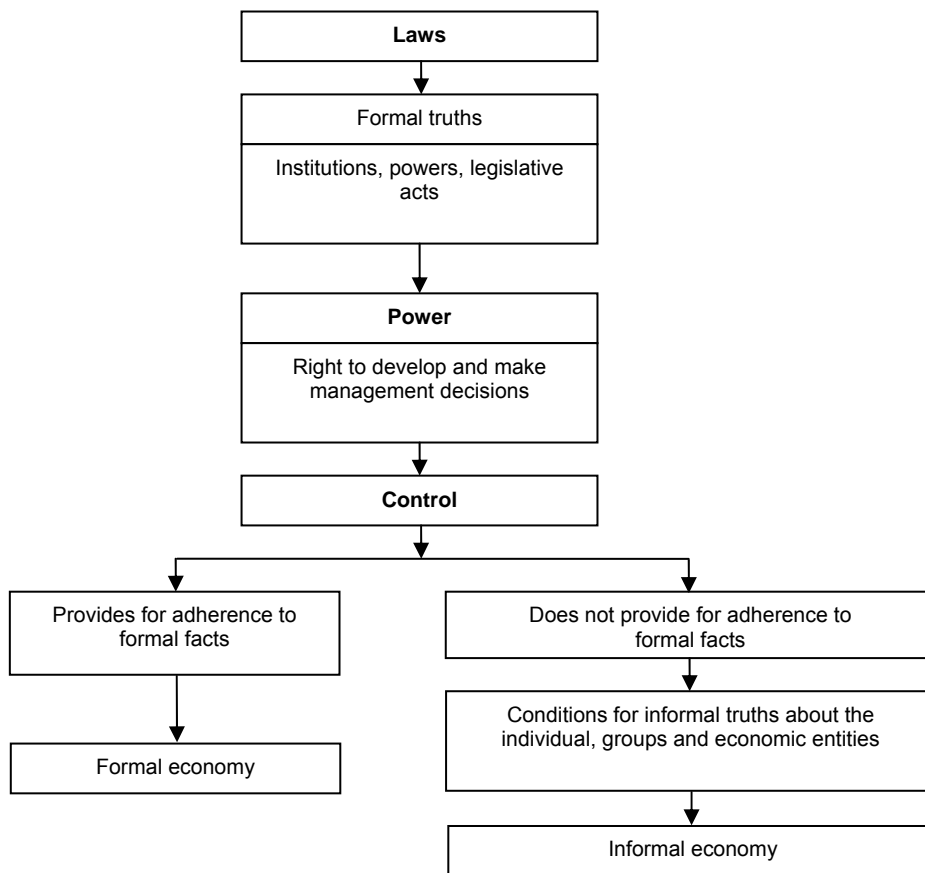 Laws
Formal truths
Institutions, powers, legislative
acts
Power
Right to develop and make
management decisions
Control
Provides for adherence to
formal facts
Formal economy
Does not provide for adherence to
formal facts
Conditions for informal truths about the
individual, groups and economic entities
Informal economy